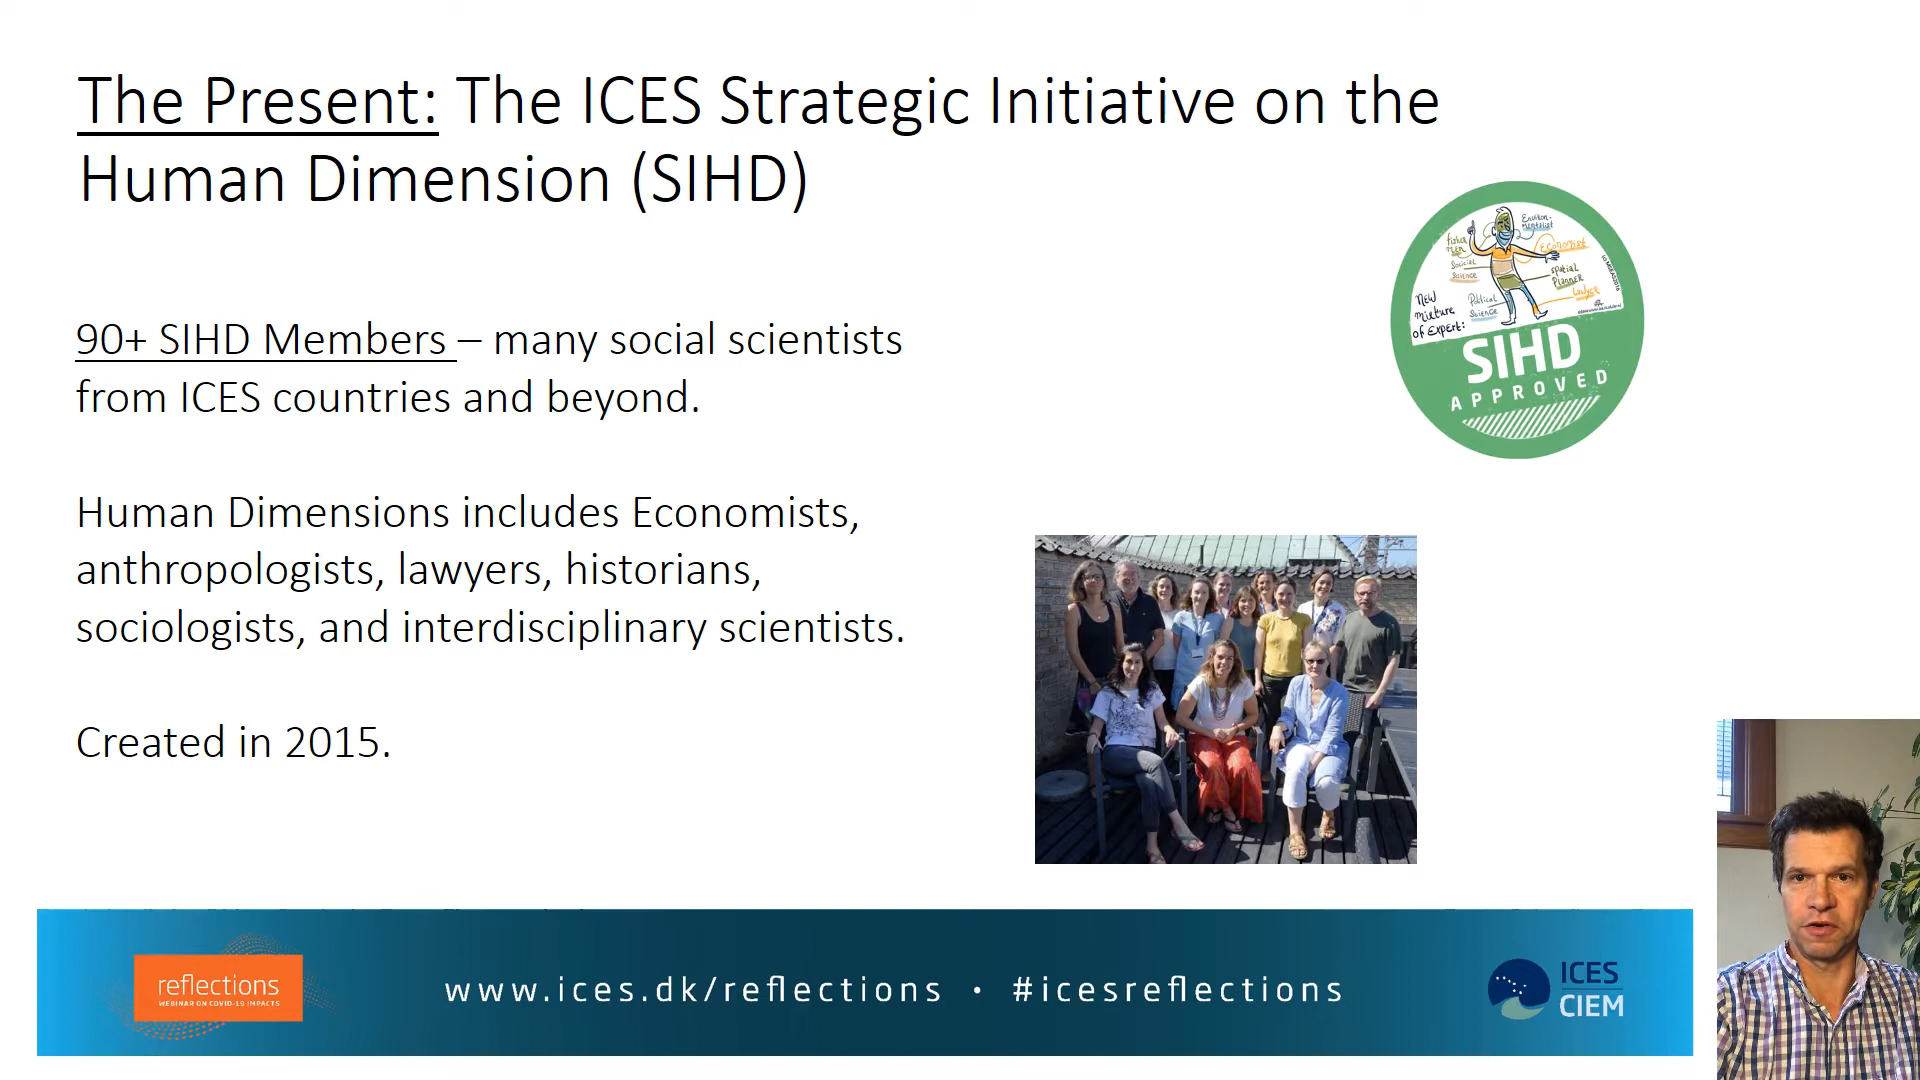 The Present: The ICES Strategic Initiative on the
Human Dimension (SIHD)
90+ SIHD Members – many social scientists
from ICES countries and beyond.
Human Dimensions includes Economists,
anthropologists, lawyers, historians,
sociologists, and interdisciplinary scientists.
Created in 2015.
Environ-
mentalist
Fisher
men
Economist
Social
Science
Spatial
Planner
Political
Science
Lawyer
NEW
mixture
of Expert:
SIHD
APPROVED
reflections
WEBINAR ON COVID-19 IMPACTS
www.ices.dk/reflections • #icesreflections
ICES
CIEM